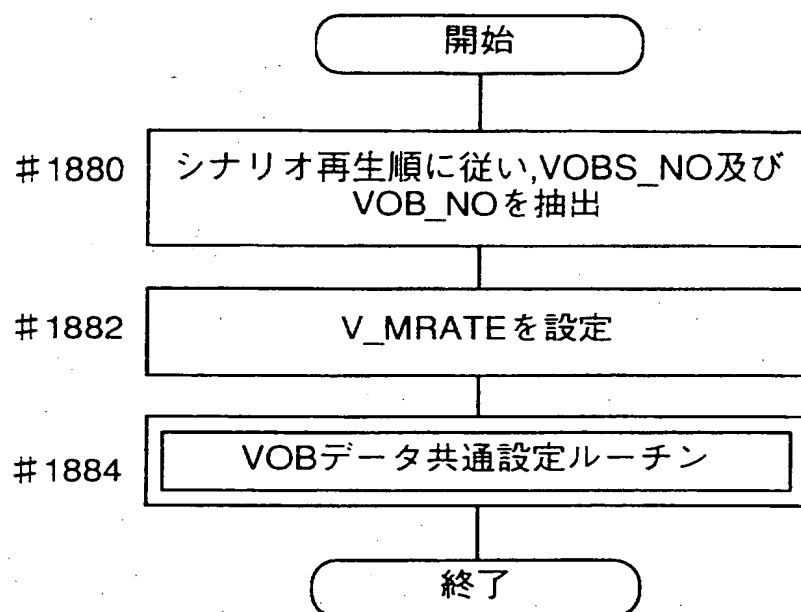 開始
#1880
シナリオ再生順に従い,VOBS_NO及び
VOB_NOを抽出
#1882
V_MRATEを設定
#1884
VOBデータ共通設定ルーチン
終了